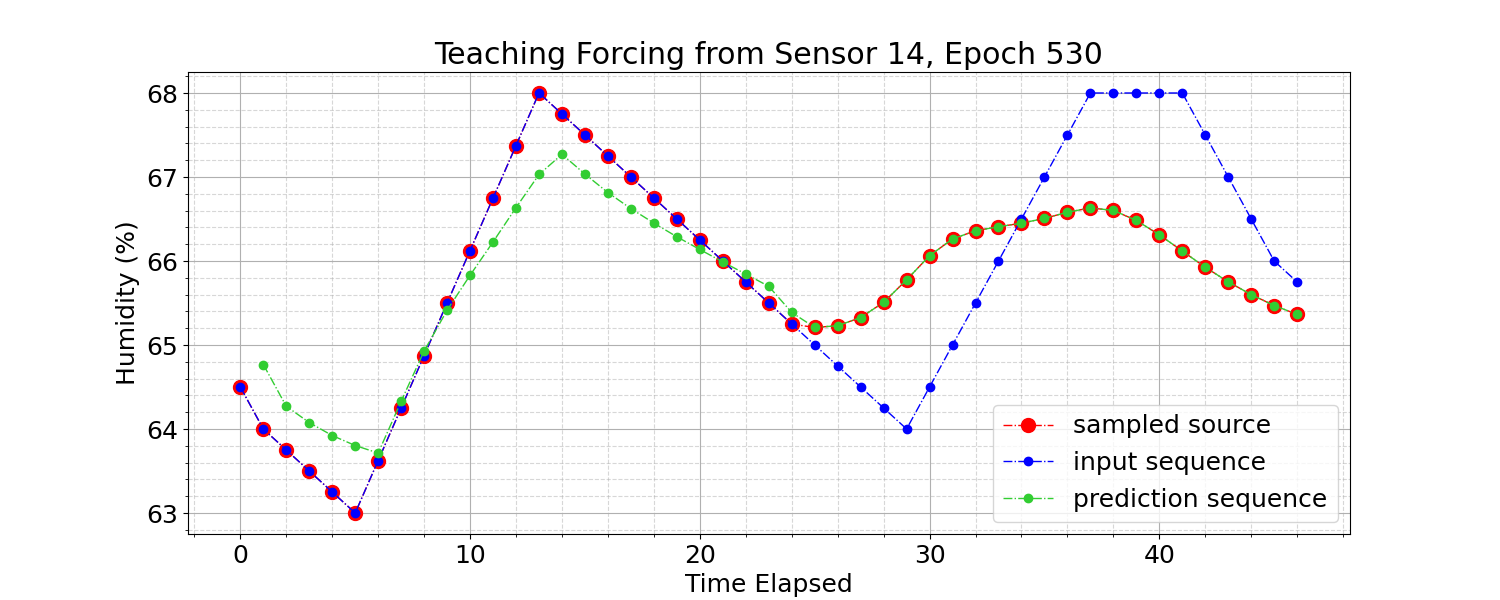 Teaching Forcing from Sensor 14, Epoch 530
68
67
66
65
64
63
Humidity (%)
sampled source
input sequence
prediction sequence
0 10 20 30 40
Time Elapsed